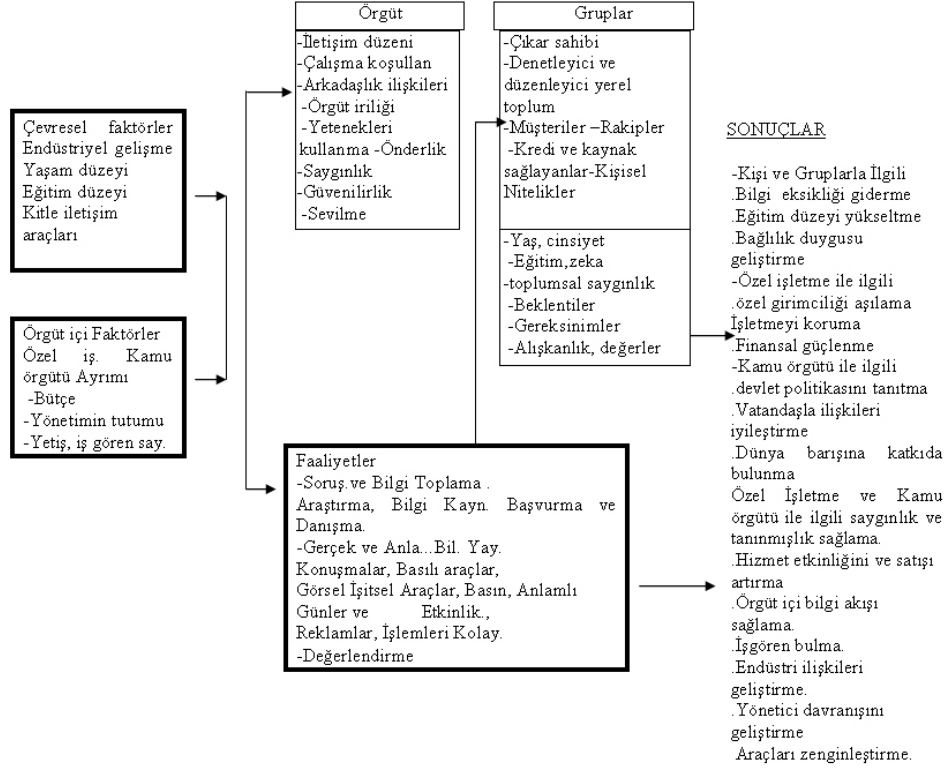 Örgüt
-İletişim düzeni
-Çalışma koşullan
-Arkadaşlık ilişkileri
-Örgüt iriliği
-Yetenekleri
kullanma -Önderlik
-Saygınlık
-Güvenilirlik
-Sevilme
Gruplar
-Çıkar sahibi
-Denetleyici ve
düzenleyici yerel
toplum
-Müşteriler –Rakipler
-Kredi ve kaynak
sağlayanlar-Kişisel
Nitelikler
-Yaş, cinsiyet
-Eğitim,zeka
-toplumsal saygınlık
-Beklentiler
-Gereksinimler
-Alışkanlık, değerler
Çevresel faktörler
Endüstriyel gelişme
Yaşam düzeyi
Eğitim düzeyi
Kitle iletişim
araçları
Örgüt içi Faktörler
Özel iş. Kamu
örgütü Ayrımı
-Bütçe
-Yönetimin tutumu
-Yetiş, iş gören say.
Faaliyetler
-Soruş.ve Bilgi Toplama .
Araştırma, Bilgi Kayn. Başvurma ve
Danışma.
-Gerçek ve Anla...Bil. Yay.
Konuşmalar, Basılı araçlar,
Görsel İşitsel Araçlar, Basın, Anlamlı
Günler ve Etkinlik.,
Reklamlar, İşlemleri Kolay.
-Değerlendirme
SONUÇLAR
-Kişi ve Gruplarla İlgili
.Bilgi eksikliği giderme
.Eğitim düzeyi yükseltme
.Bağlılık duygusu
geliştirme
-Özel işletme ile ilgili
.özel girimciliği aşılama
İşletmeyi koruma
.Finansal güçlenme
-Kamu örgütü ile ilgili
.devlet politikasını tanıtma
.Vatandaşla ilişkileri
iyileştirme
.Dünya barışına katkıda
bulunma
Özel İşletme ve Kamu
örgütü ile ilgili saygınlık ve
tanınmışlık sağlama.
.Hizmet etkinliğini ve satışı
artırma
.Örgüt içi bilgi akışı
sağlama.
.İşgören bulma.
.Endüstri ilişkileri
geliştirme.
.Yönetici davranışını
geliştirme
Araçları zenginleştirme.